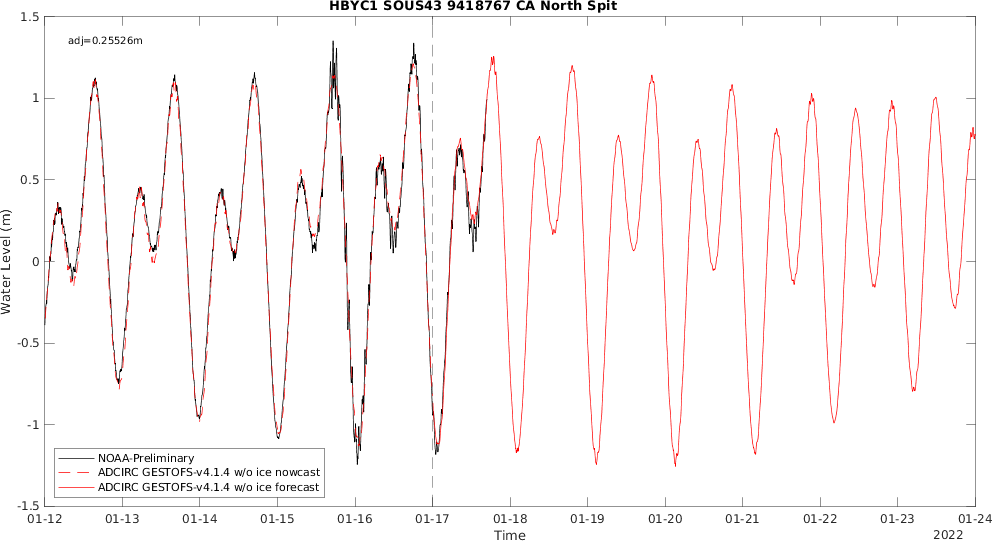 HBYC1 SOUS43 9418767 CA North Spit
adj=0.25526m
1.5
1
0.5
0
-0.5
-1
-1.5
Water Level (m)
NOAA-Preliminary
ADCIRC GESTOFS-v4.1.4 w/o ice nowcast
ADCIRC GESTOFS-v4.1.4 w/o ice forecast
01-12 01-13 01-14 01-15 01-16 01-17 01-18 01-19 01-20 01-21 01-22 01-23 01-24
Time
2022